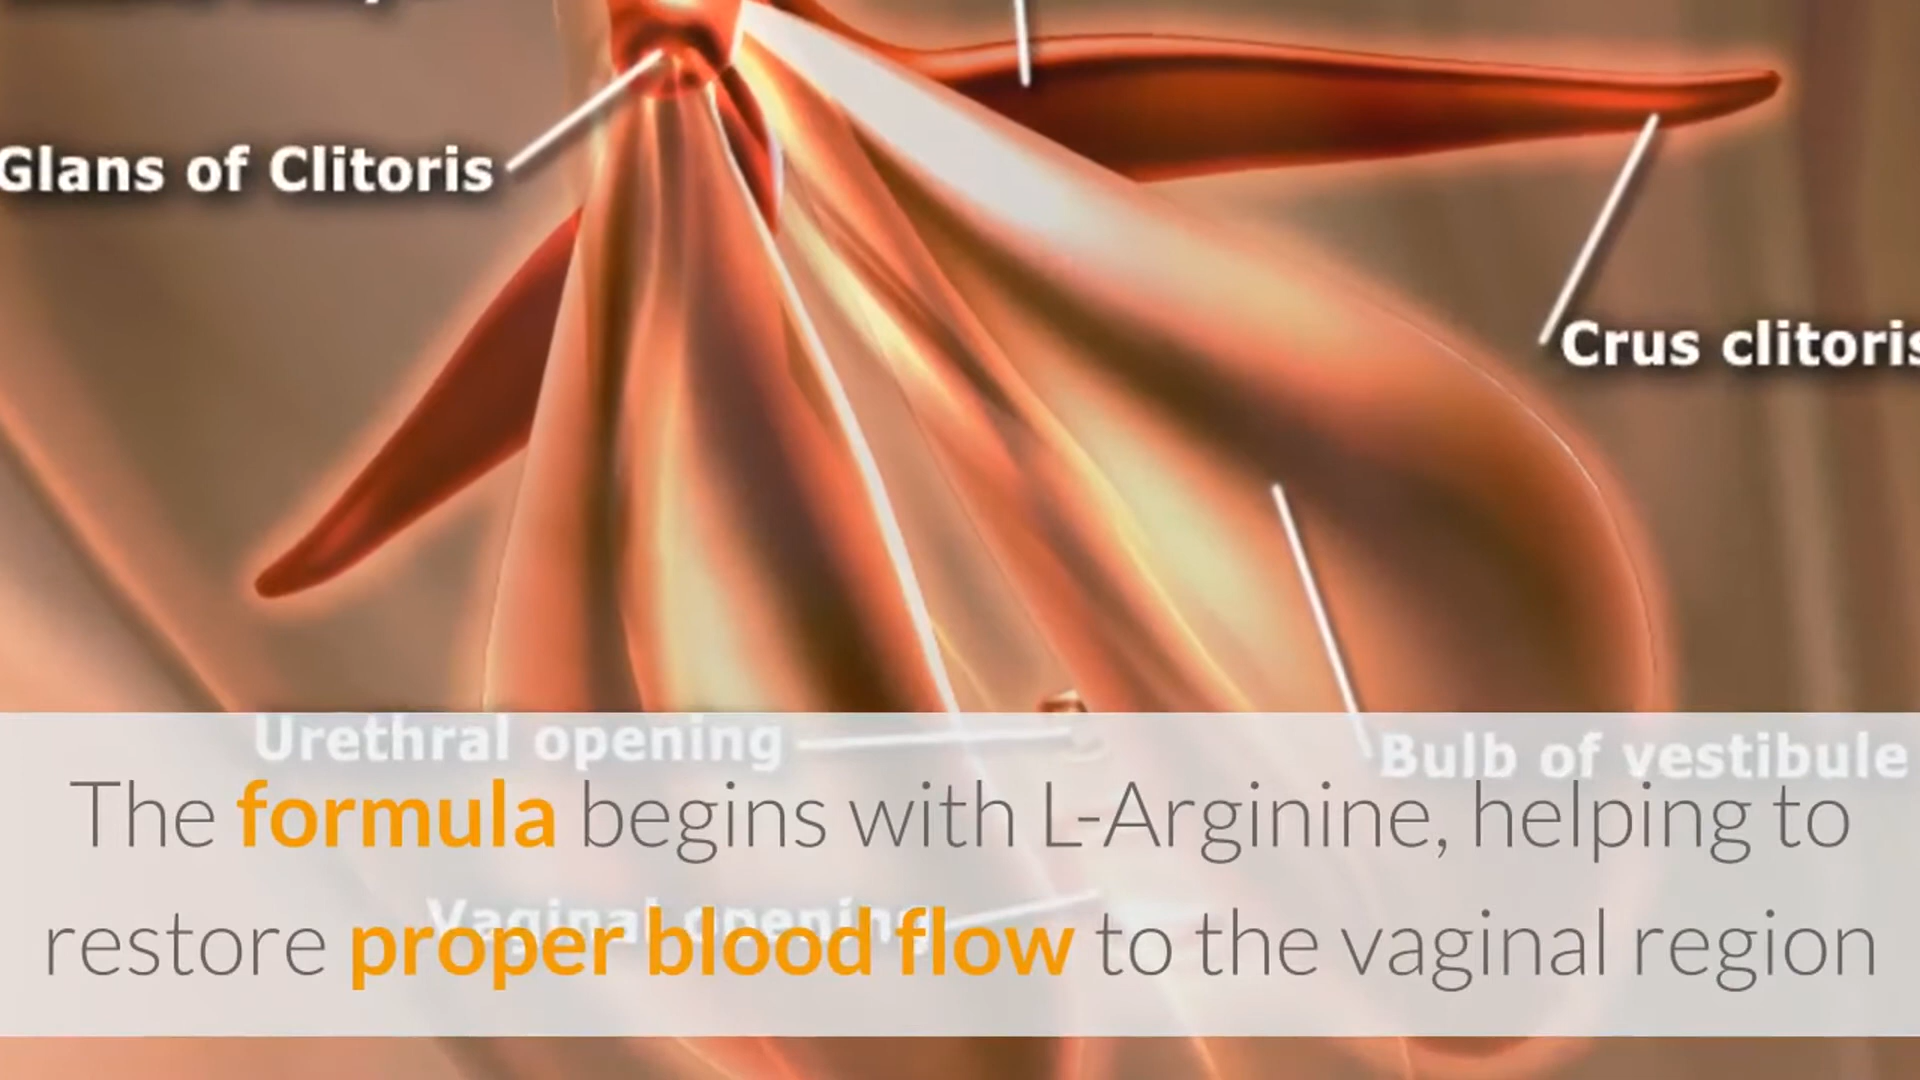 Glans of Clitoris
Crus clitoris
Urethral opening
Bulb of vestibule
The formula begins with L-Arginine, helping to
Vaginal opening
restore proper blood flow to the vaginal region